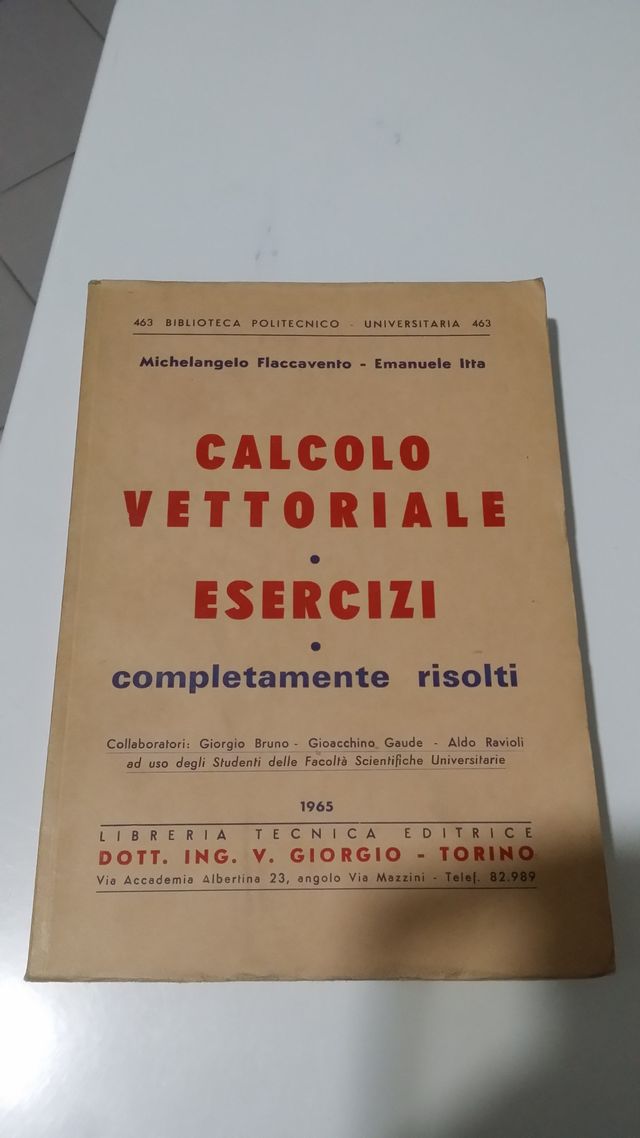 463 BIBLIOTECA POLITECNICO - UNIVERSITARIA 463
Michelangelo Flaccavento - Emanuele Itta
CALCOLO
VETTORIALE
•
ESERCIZI
•
completamente risolti
Collaboratori: Giorgio Bruno - Gioacchino Gaude - Aldo Ravioli
ad uso degli Studenti delle Facoltà Scientifiche Universitarie
1965
LIBRERIA TECNICA EDITRICE
DOTT. ING. V. GIORGIO - TORINO
Via Accademia Albertina 23, angolo Via Mazzini - Telef. 82.989